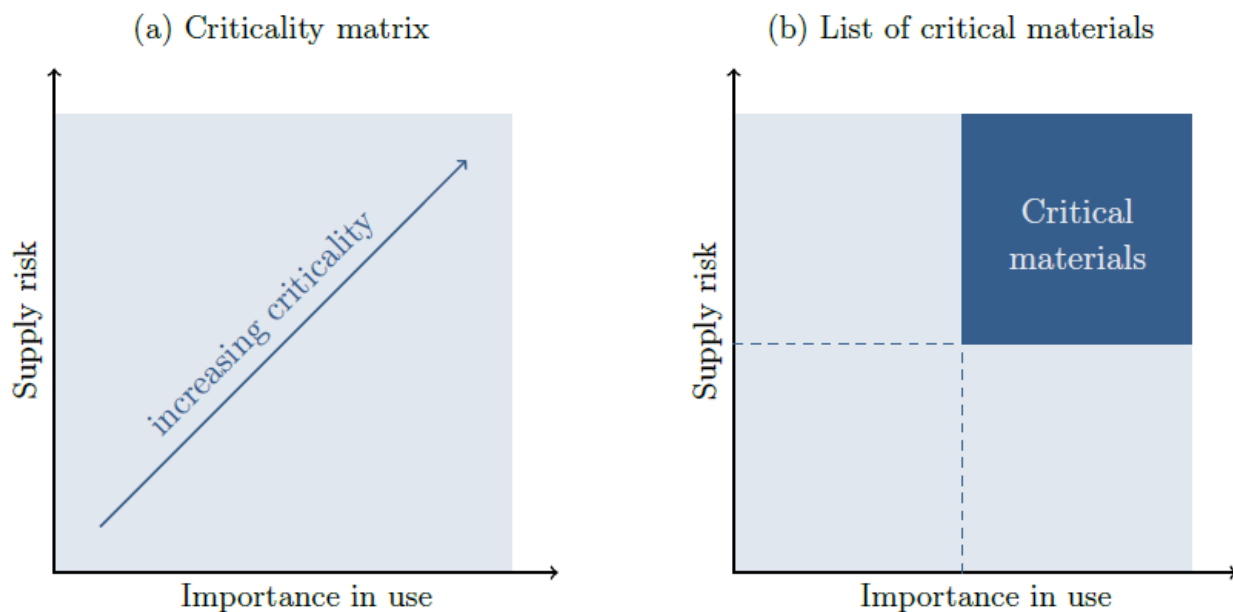 (a) Criticality matrix
Supply risk
increasing criticality
Importance in use
(b) List of critical materials
Supply risk
Critical
materials
Importance in use